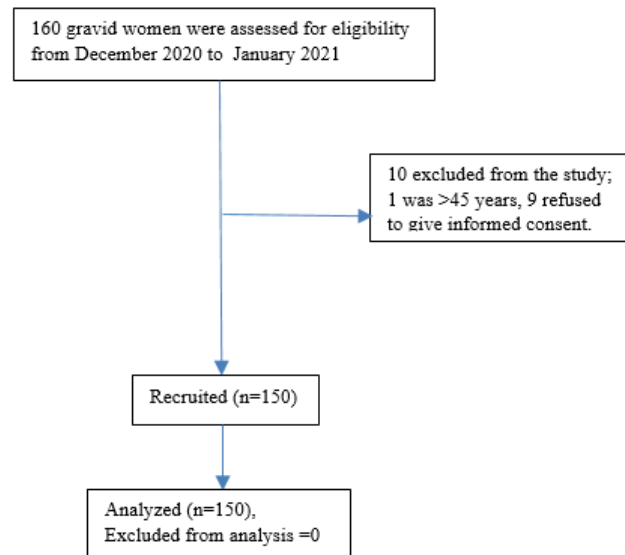 160 gravid women were assessed for eligibility
from December 2020 to January 2021
10 excluded from the study;
1 was >45 years, 9 refused
to give informed consent.
Recruited (n=150)
Analyzed (n=150),
Excluded from analysis =0